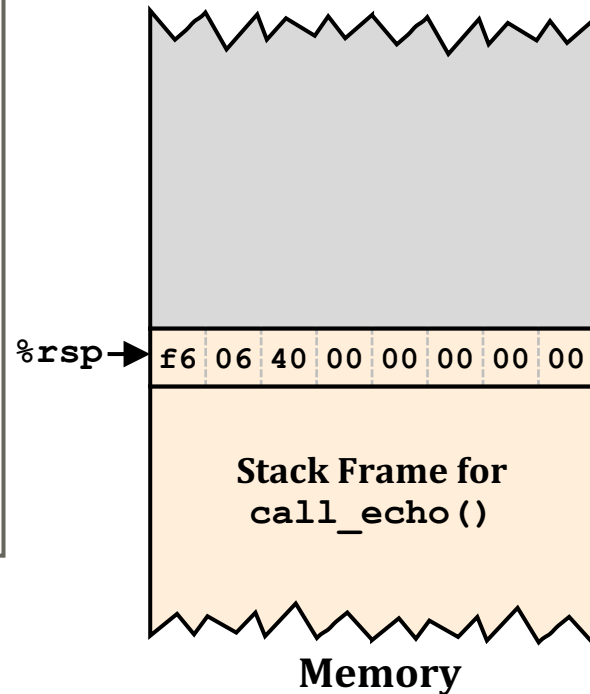 %rsp
f6 06 40 00 00 00 00 00
Stack Frame for
call_echo()
Memory